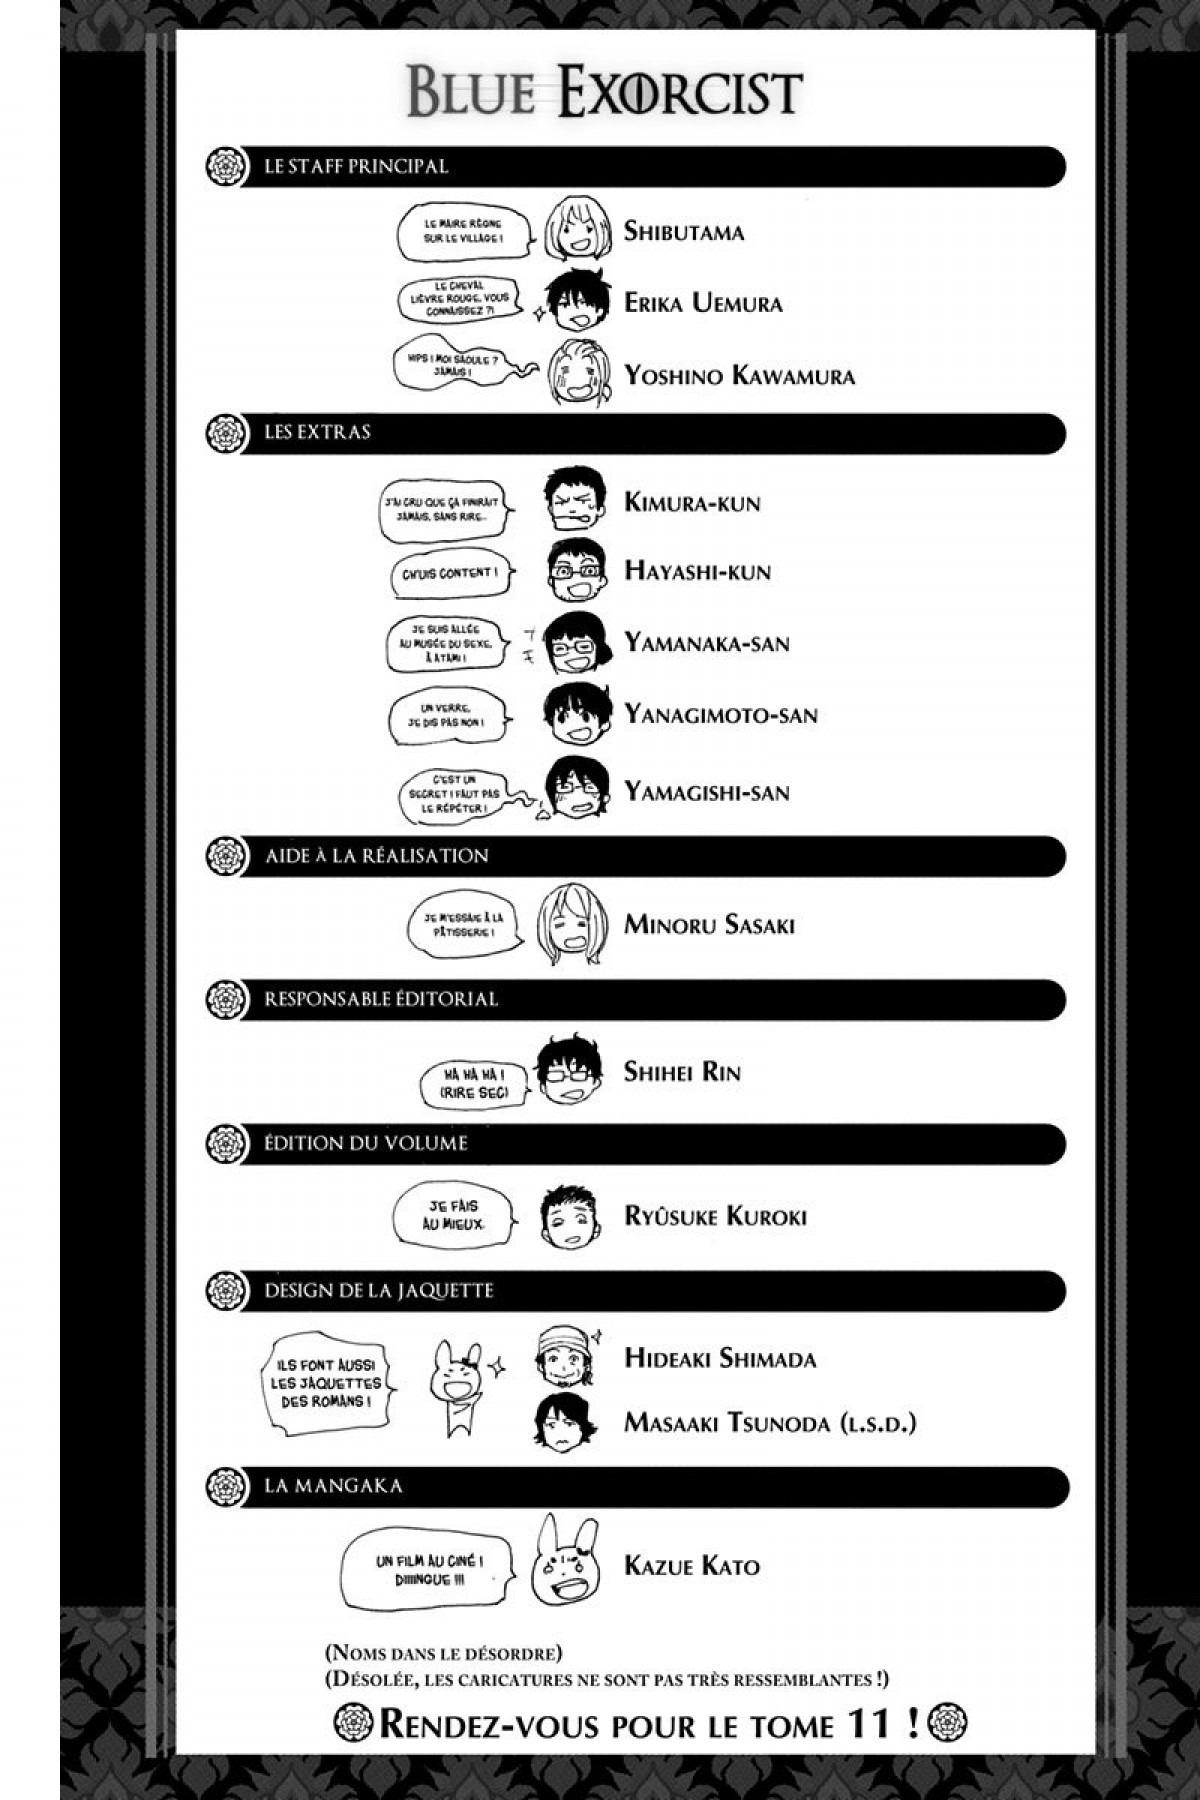 BLUE EXORCIST
LE STAFF PRINCIPAL
LE MAIRE RÈGNE
SUR LE VILLAGE !
SHIBUTAMA
LE CHEVAL
LIÈVRE ROUGE, VOUS
CONNAISSEZ ?!
ERIKA UEMURA
HIPS ! MOI SAOULE ?
JAMAIS !
YOSHINO KAWAMURA
LES EXTRAS
J'AI CRU QUE ÇA FINIRAIT
JAMAIS, SANS RIRE...
KIMURA-KUN
CH'UIS CONTENT !
HAYASHI-KUN
JE SUIS ALLÉE
AU MUSÉE DU SEXE,
À ATAMI !
YAMANAKA-SAN
UN VERRE,
JE DIS PAS NON !
YANAGIMOTO-SAN
C'EST UN
SECRET ! FAUT PAS
LE RÉPÉTER !
YAMAGISHI-SAN
AIDE À LA RÉALISATION
JE M'ESSAIE À LA
PÂTISSERIE !
MINORU SASAKI
RESPONSABLE ÉDITORIAL
HA HA HA !
(RIRE SEC)
SHIHEI RIN
ÉDITION DU VOLUME
JE FAIS
AU MIEUX.
RYÛSUKE KUROKI
DESIGN DE LA JAQUETTE
ILS FONT AUSSI
LES JAQUETTES
DES ROMANS !
HIDEAKI SHIMADA
MASAAKI TSUNODA (L.S.D.)
LA MANGAKA
UN FILM AU CINÉ !
DIIIINGUE !!!
KAZUE KATO
(NOMS DANS LE DÉSORDRE)
(DÉSOLÉE, LES CARICATURES NE SONT PAS TRÈS RESSEMBLANTES !)
RENDEZ-VOUS POUR LE TOME 11 !